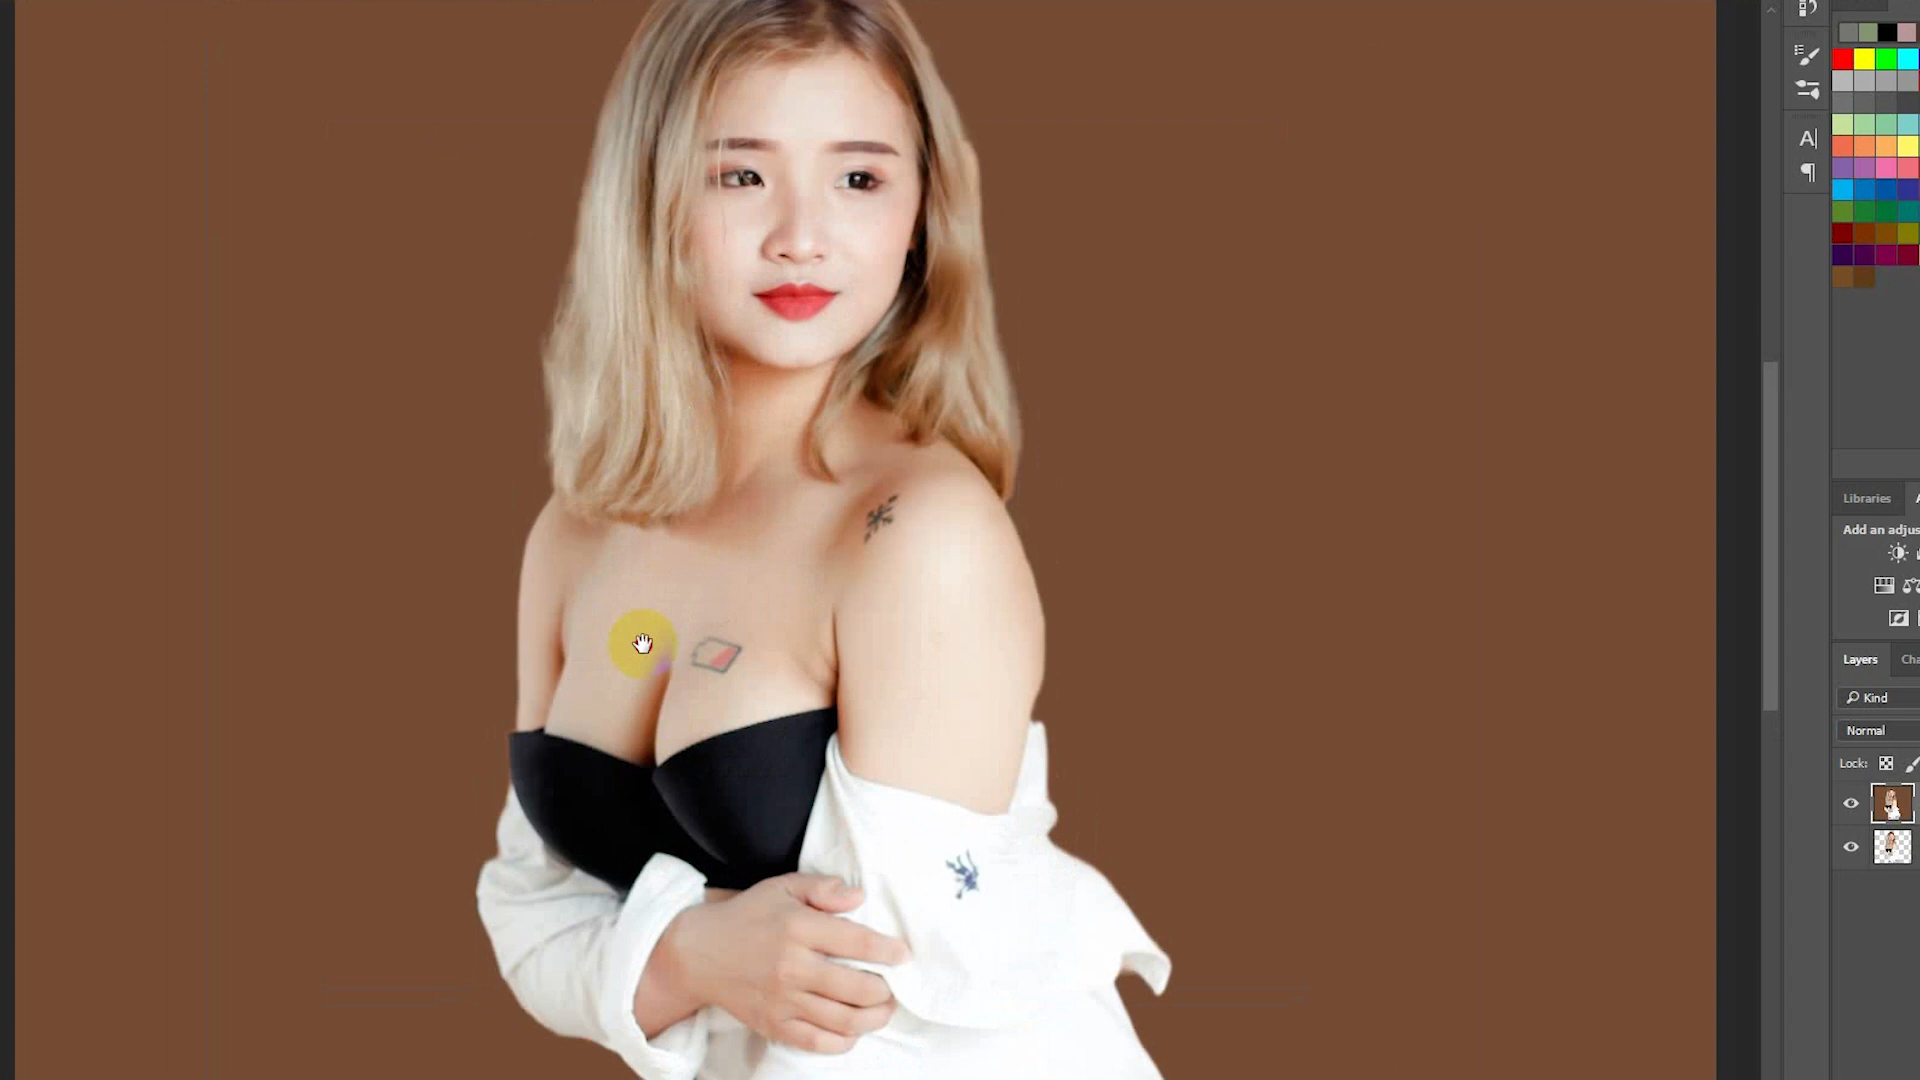 A
Libraries
Add an adjus
Layers
Cha
Kind
Normal
Lock: